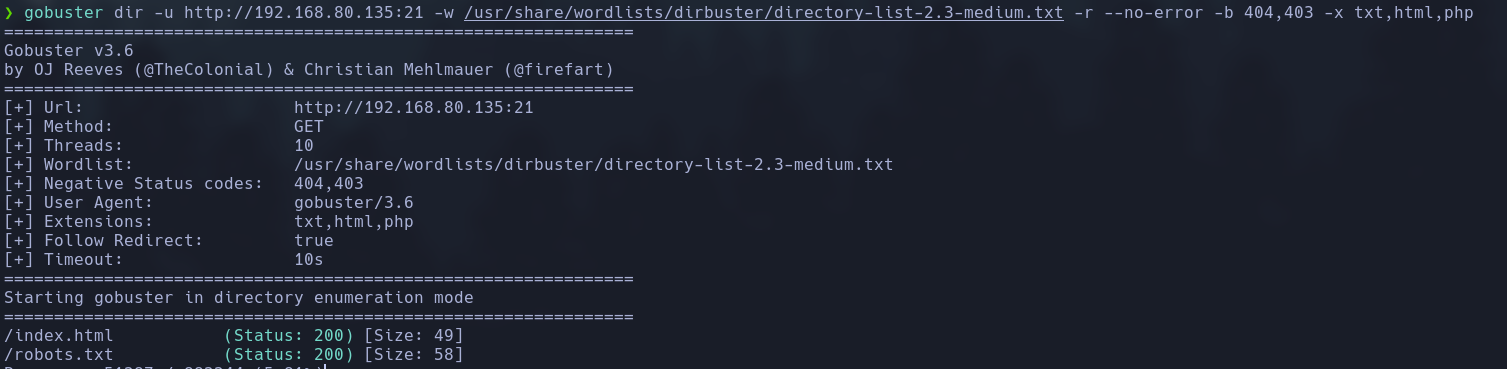 ❯ gobuster dir -u http://192.168.80.135:21 -w /usr/share/wordlists/dirbuster/directory-list-2.3-medium.txt -r --no-error -b 404,403 -x txt,html,php
===============================================================
Gobuster v3.6
by OJ Reeves (@TheColonial) & Christian Mehlmauer (@firefart)
===============================================================
[+] Url:                     http://192.168.80.135:21
[+] Method:                  GET
[+] Threads:                 10
[+] Wordlist:                /usr/share/wordlists/dirbuster/directory-list-2.3-medium.txt
[+] Negative Status codes:   404,403
[+] User Agent:              gobuster/3.6
[+] Extensions:              txt,html,php
[+] Follow Redirect:         true
[+] Timeout:                 10s
===============================================================
Starting gobuster in directory enumeration mode
===============================================================
/index.html           (Status: 200) [Size: 49]
/robots.txt           (Status: 200) [Size: 58]